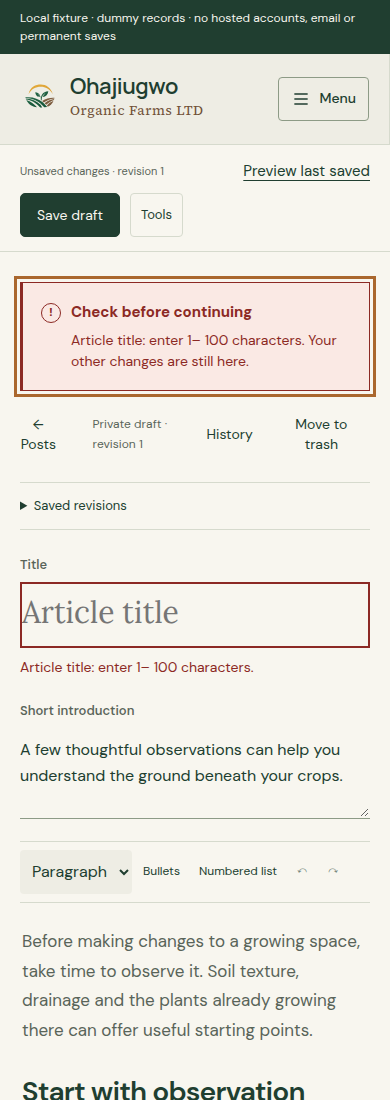 Local fixture · dummy records · no hosted accounts, email or
permanent saves
Ohajiugwo
Organic Farms LTD
Menu
Unsaved changes · revision 1
Preview last saved
Save draft
Tools
Check before continuing
Article title: enter 1– 100 characters. Your
other changes are still here.
← Posts
Private draft ·
revision 1
History
Move to
trash
Saved revisions
Title
Article title
Article title: enter 1– 100 characters.
Short introduction
A few thoughtful observations can help you
understand the ground beneath your crops.
Paragraph
Bullets
Numbered list
Before making changes to a growing space,
take time to observe it. Soil texture,
drainage and the plants already growing
there can offer useful starting points.
Start with observation